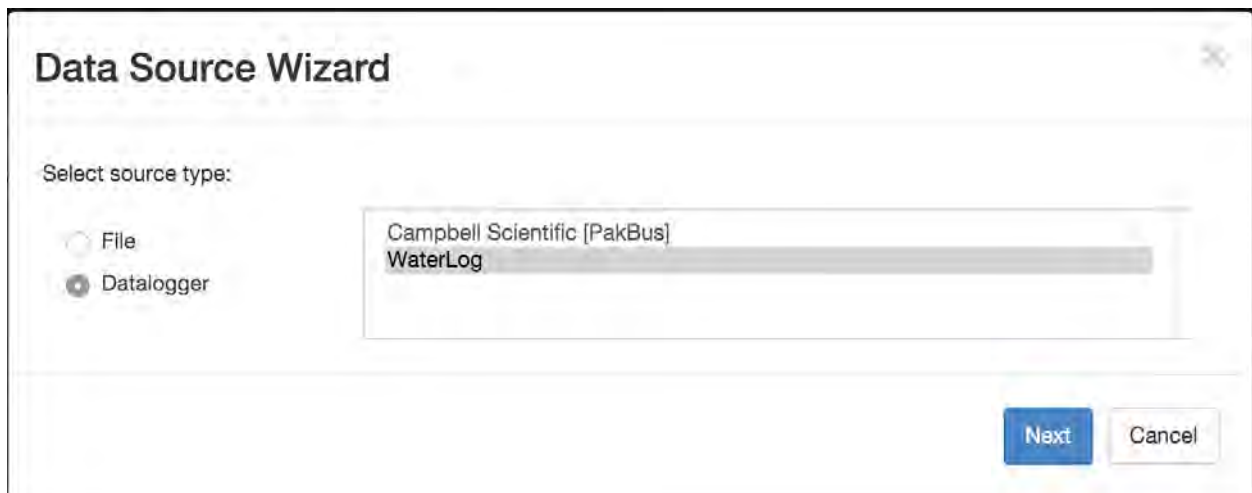 Data Source Wizard
Select source type:
File
Datalogger
Campbell Scientific [PakBus]
WaterLog
Next
Cancel